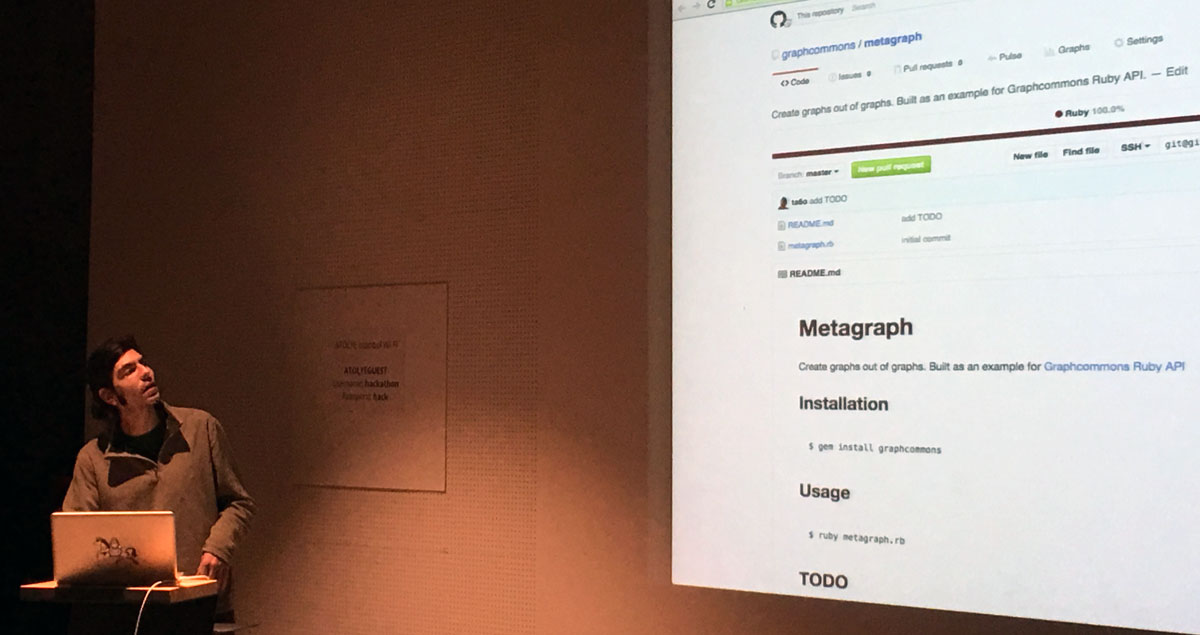 This repository Search
graphcommons / metagraph
Code Issues 0 Pull requests 0 Pulse Graphs Settings
Create graphs out of graphs. Built as an example for Graphcommons Ruby API. — Edit
Ruby 100.0%
Branch: master New pull request New file Find file SSH git@gi
ta6o add TODO
README.md add TODO
metagraph.rb initial commit
README.md
Metagraph
Create graphs out of graphs. Built as an example for Graphcommons Ruby API
Installation
$ gem install graphcommons
Usage
$ ruby metagraph.rb
TODO
hackathon
hack